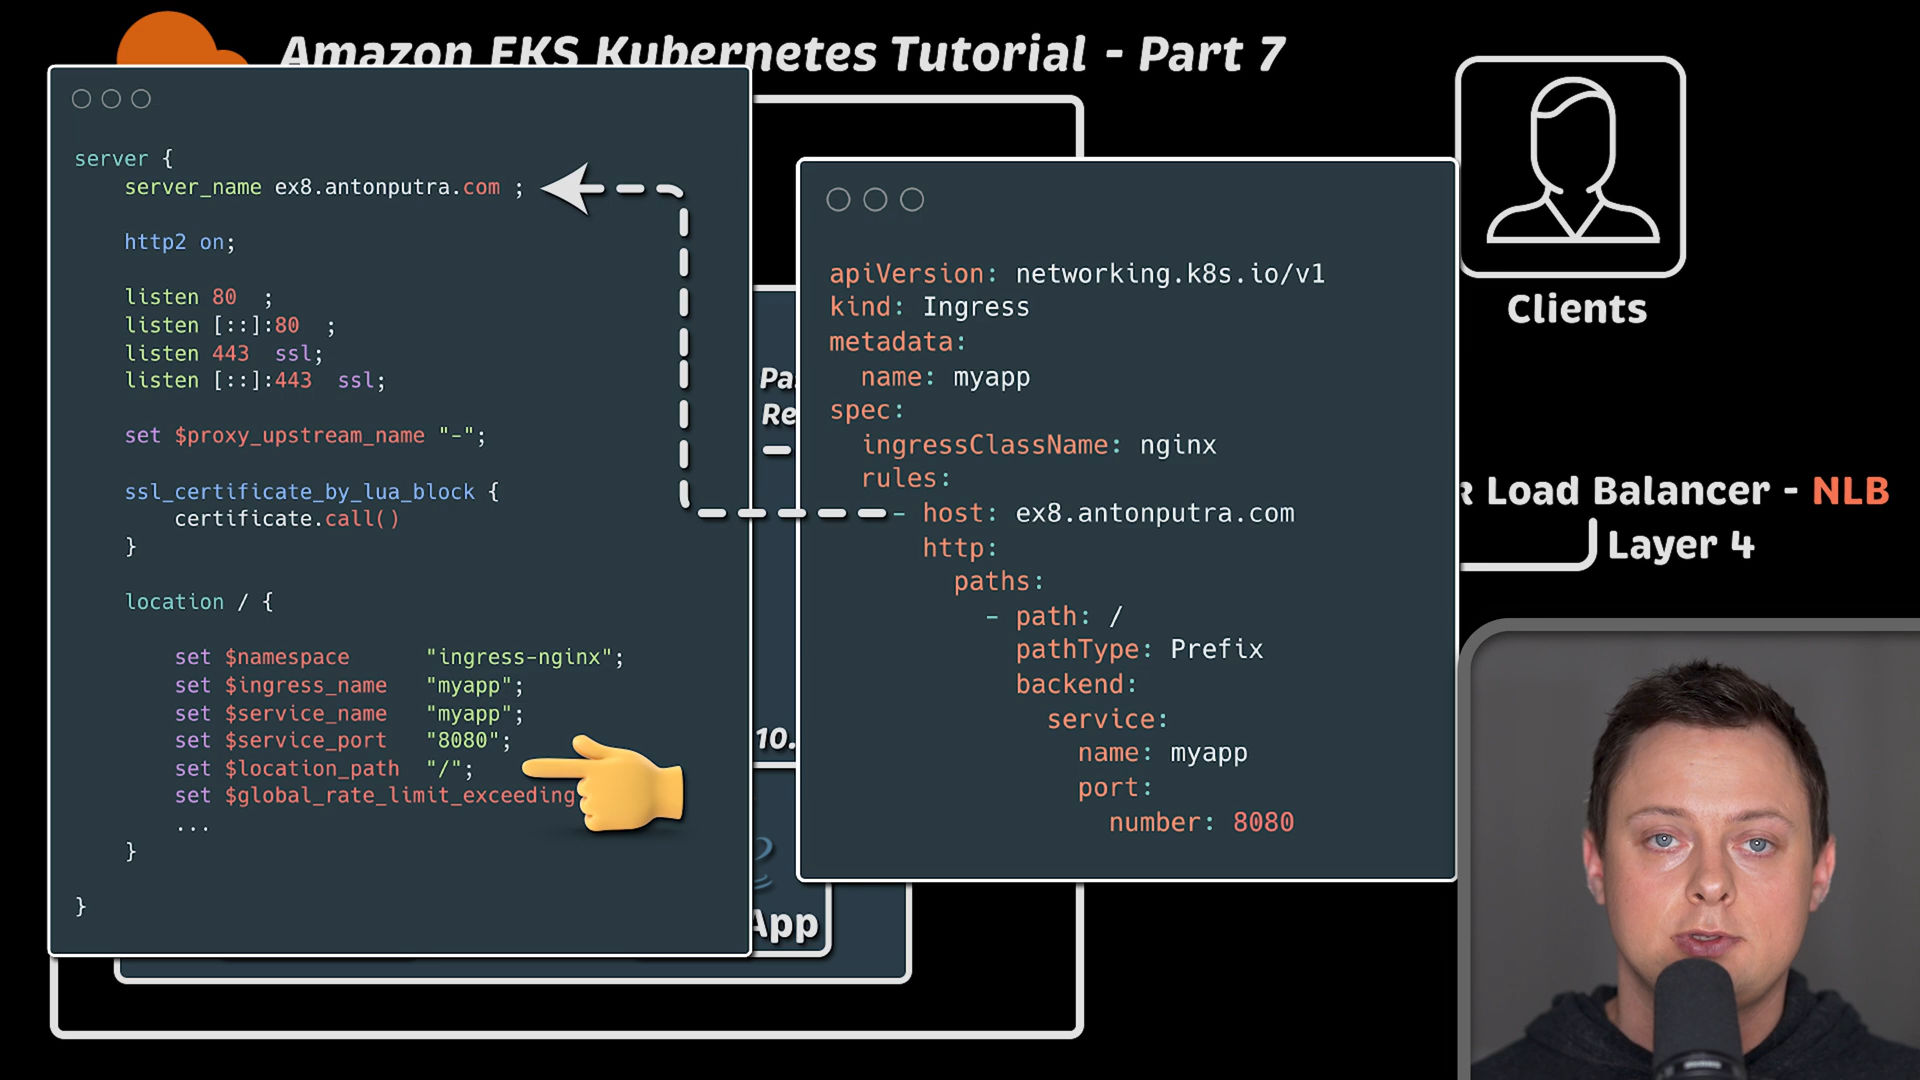 Amazon EKS Kubernetes Tutorial - Part 7
server {
server_name ex8.antonputra.com ;
http2 on;
listen 80 ;
listen [::]:80 ;
listen 443 ssl;
listen [::]:443 ssl;
set $proxy_upstream_name "-";
ssl_certificate_by_lua_block {
certificate.call()
}
location / {
set $namespace "ingress-nginx";
set $ingress_name "myapp";
set $service_name "myapp";
set $service_port "8080";
set $location_path "/";
set $global_rate_limit_exceeding
...
}
}
apiVersion: networking.k8s.io/v1
kind: Ingress
metadata:
name: myapp
spec:
ingressClassName: nginx
rules:
- host: ex8.antonputra.com
http:
paths:
- path: /
pathType: Prefix
backend:
service:
name: myapp
port:
number: 8080
Clients
Load Balancer - NLB
Layer 4
10.
App